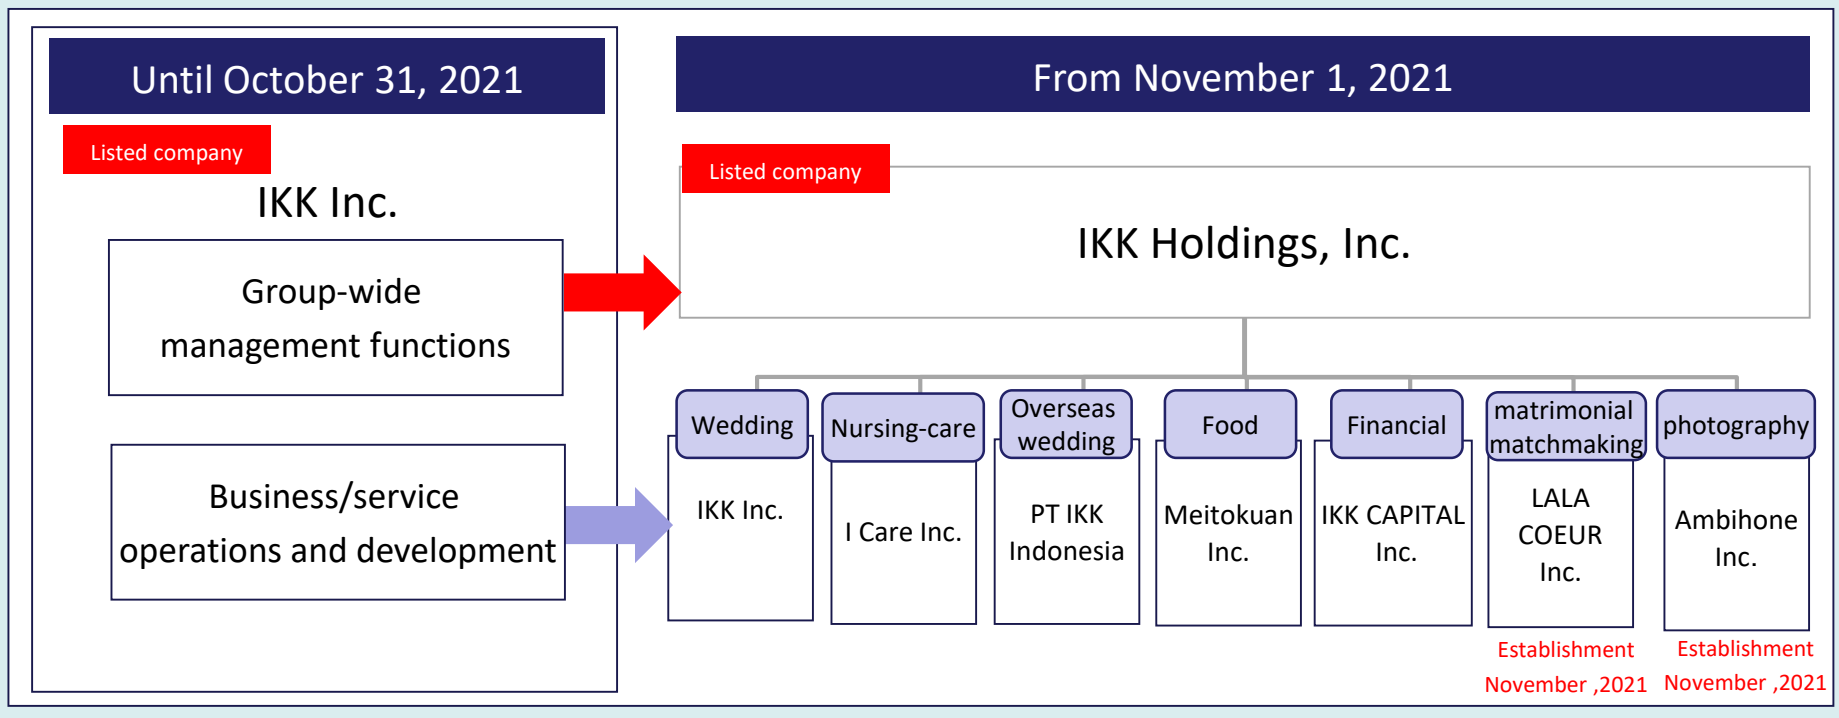 Until October 31, 2021
Listed company
IKK Inc.
Group-wide
management functions
Business/service
operations and development
From November 1, 2021
Listed company
IKK Holdings, Inc.
Wedding
IKK Inc.
Nursing-care
I Care Inc.
Overseas
wedding
PT IKK
Indonesia
Food
Meitokuan
Inc.
Financial
IKK CAPITAL
Inc.
matrimonial
matchmaking
LALA
COEUR
Inc.
Establishment
November ,2021
photography
Ambihone
Inc.
Establishment
November ,2021